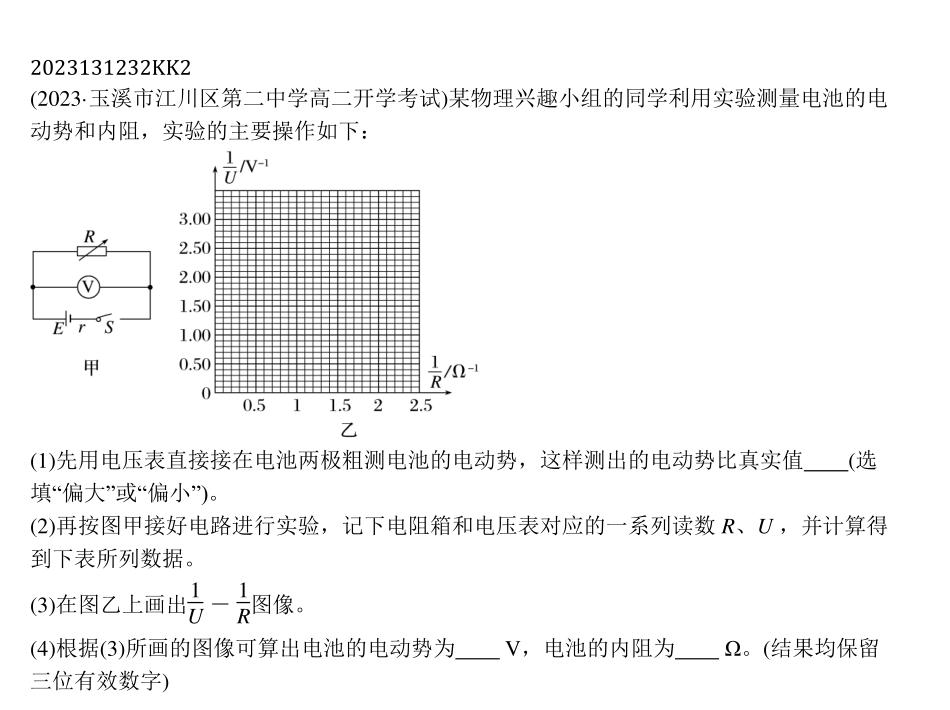 2023131232KK2
(2023·玉溪市江川区第二中学高二开学考试)某物理兴趣小组的同学利用实验测量电池的电
动势和内阻，实验的主要操作如下：
R
V
E r S
甲
1/U /V⁻¹
3.00
2.50
2.00
1.50
1.00
0.50
0
0.5 1 1.5 2 2.5
1/R /Ω⁻¹
乙
(1)先用电压表直接接在电池两极粗测电池的电动势，这样测出的电动势比真实值____(选
填“偏大”或“偏小”)。
(2)再按图甲接好电路进行实验，记下电阻箱和电压表对应的一系列读数 R、U ，并计算得
到下表所列数据。
(3)在图乙上画出1/U－1/R图像。
(4)根据(3)所画的图像可算出电池的电动势为____ V，电池的内阻为____ Ω。(结果均保留
三位有效数字)